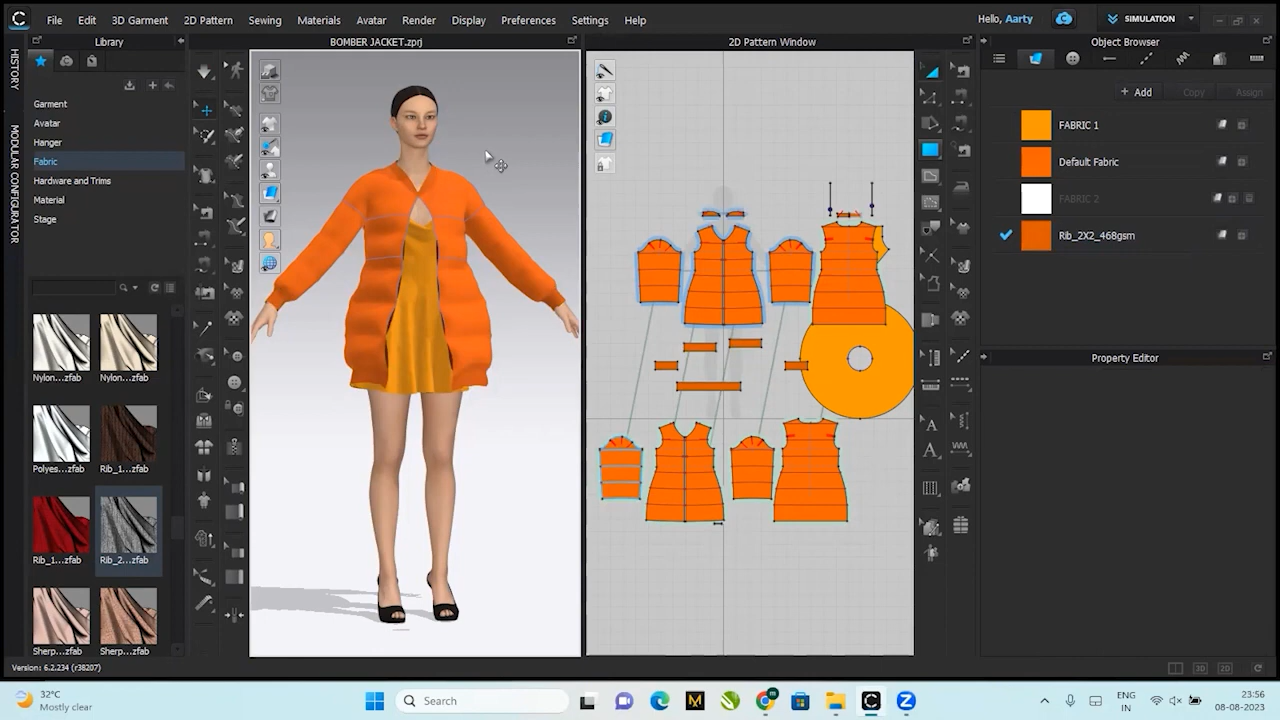 File Edit 3D Garment 2D Pattern Sewing Materials Avatar Render Display Preferences Settings Help
Hello, Aarty
SIMULATION
Library
BOMBER JACKET.zprj
2D Pattern Window
Object Browser
HISTORY
MODULAR CONFIGURATOR
Garment
Avatar
Hanger
Fabric
Hardware and Trims
Material
Stage
+ Add Copy Assign
FABRIC 1
Default Fabric
FABRIC 2
Rib_2X2_468gsm
Property Editor
Nylon...zfab Nylon...zfab
Polyes...zfab Rib_1...zfab
Rib_1...zfab Rib_2...zfab
Sherp...zfab Sherp...zfab
Version: 6.2.234 (r38207)
3D 2D
32°C
Mostly clear
Search
ENG
IN
23:56
08-08-2023